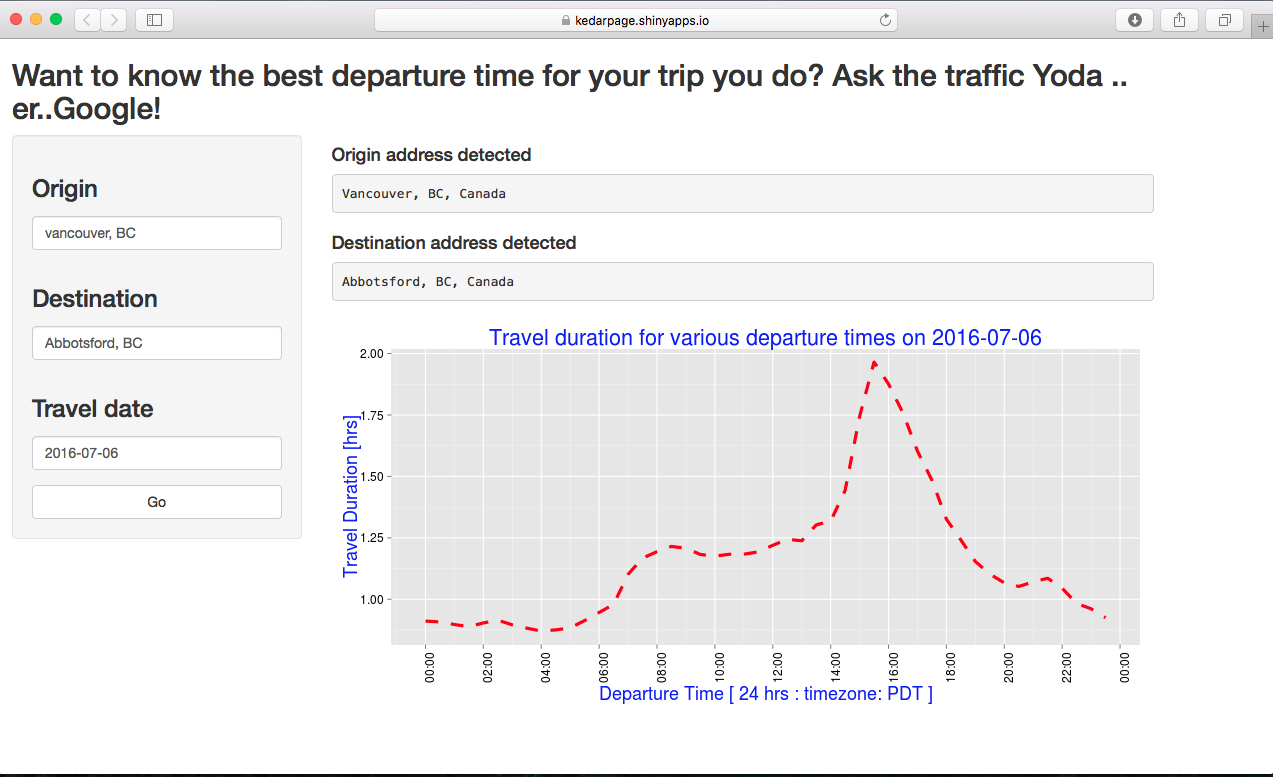 kedarpage.shinyapps.io
Want to know the best departure time for your trip you do? Ask the traffic Yoda ..
er..Google!
Origin
vancouver, BC
Destination
Abbotsford, BC
Travel date
2016-07-06
Go
Origin address detected
Vancouver, BC, Canada
Destination address detected
Abbotsford, BC, Canada
Travel duration for various departure times on 2016-07-06
Travel Duration [hrs]
2.00
1.75
1.50
1.25
1.00
00:00
02:00
04:00
06:00
08:00
10:00
12:00
14:00
16:00
18:00
20:00
22:00
00:00
Departure Time [ 24 hrs : timezone: PDT ]